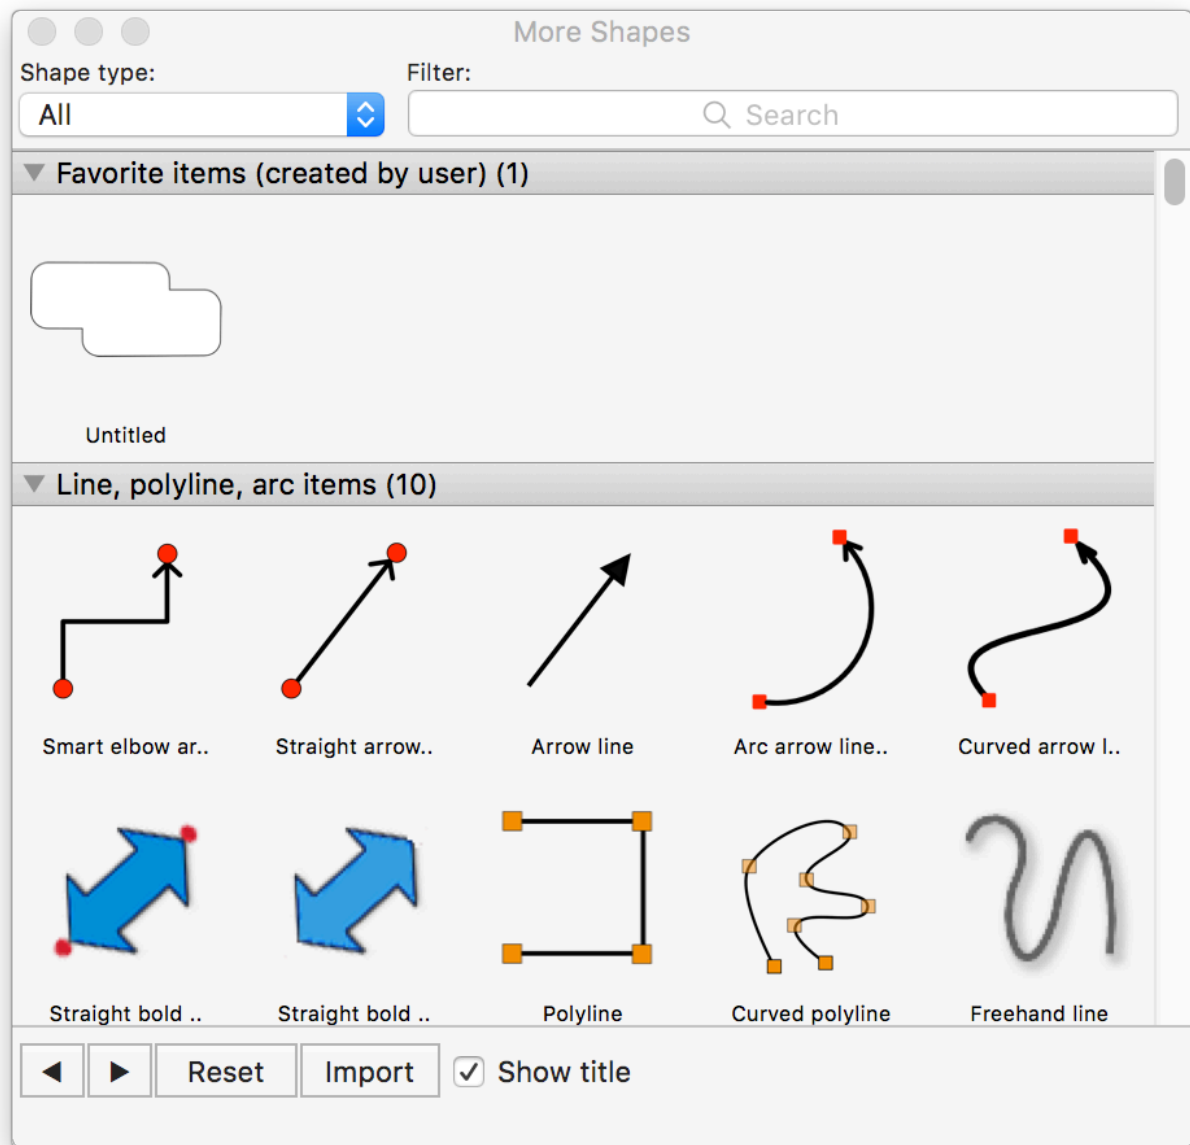 More Shapes
Shape type:
Filter:
All
Search
Favorite items (created by user) (1)
Untitled
Line, polyline, arc items (10)
Smart elbow ar..
Straight arrow..
Arrow line
Arc arrow line..
Curved arrow l..
Straight bold ..
Straight bold ..
Polyline
Curved polyline
Freehand line
Reset
Import
Show title